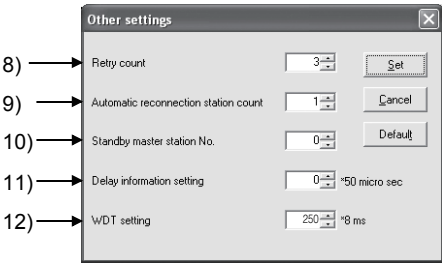 Other settings
8) Retry count 3 Set
9) Automatic reconnection station count 1 Cancel
10) Standby master station No. 0 Default
11) Delay information setting 0 *50 micro sec
12) WDT setting 250 *8 ms